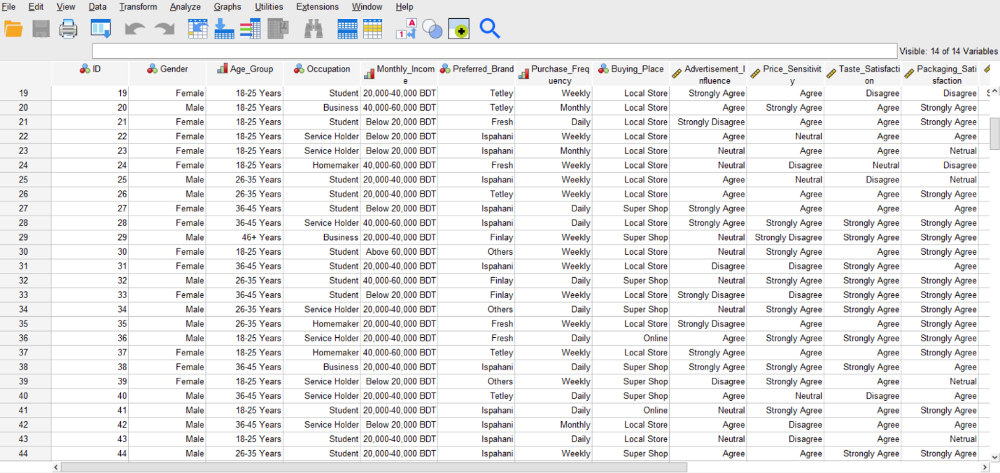 File Edit View Data Transform Analyze Graphs Utilities Extensions Window Help
A
1
Visible: 14 of 14 Variables
ID Gender Age_Group Occupation Monthly_Incom Preferred_Brand Purchase_Freq Buying_Place Advertisement_I Price_Sensitivit Taste_Satisfacti Packaging_Sati
e uency nfluence y on sfaction
19 19 Female 18-25 Years Student 20,000-40,000 BDT Tetley Weekly Local Store Strongly Agree Agree Disagree Disagree S
20 20 Male 18-25 Years Business 40,000-60,000 BDT Tetley Monthly Local Store Agree Strongly Agree Agree Strongly Agree
21 21 Female 18-25 Years Student Below 20,000 BDT Fresh Daily Local Store Strongly Disagree Agree Agree Strongly Agree
22 22 Female 18-25 Years Service Holder Below 20,000 BDT Ispahani Weekly Local Store Agree Neutral Agree Agree
23 23 Female 18-25 Years Service Holder Below 20,000 BDT Ispahani Monthly Local Store Neutral Agree Agree Netrual
24 24 Female 18-25 Years Homemaker 40,000-60,000 BDT Fresh Weekly Local Store Neutral Disagree Neutral Disagree
25 25 Male 26-35 Years Student 20,000-40,000 BDT Ispahani Weekly Local Store Agree Neutral Disagree Netrual
26 26 Male 26-35 Years Student 20,000-40,000 BDT Tetley Weekly Local Store Agree Agree Agree Strongly Agree
27 27 Female 36-45 Years Student Below 20,000 BDT Ispahani Daily Super Shop Strongly Agree Agree Agree Agree
28 28 Female 36-45 Years Service Holder 40,000-60,000 BDT Ispahani Daily Local Store Strongly Agree Strongly Agree Strongly Agree Strongly Agree
29 29 Male 46+ Years Business 20,000-40,000 BDT Finlay Weekly Super Shop Neutral Strongly Disagree Strongly Agree Strongly Agree
30 30 Female 18-25 Years Student Above 60,000 BDT Others Weekly Local Store Neutral Strongly Agree Agree Strongly Agree
31 31 Female 36-45 Years Student 20,000-40,000 BDT Ispahani Weekly Local Store Disagree Disagree Strongly Agree Agree
32 32 Male 26-35 Years Student 40,000-60,000 BDT Finlay Daily Super Shop Neutral Strongly Agree Strongly Agree Strongly Agree
33 33 Female 36-45 Years Student Below 20,000 BDT Finlay Weekly Local Store Strongly Disagree Disagree Strongly Agree Strongly Agree
34 34 Male 26-35 Years Service Holder 20,000-40,000 BDT Others Daily Super Shop Neutral Strongly Agree Strongly Agree Strongly Agree
35 35 Male 26-35 Years Homemaker 20,000-40,000 BDT Fresh Weekly Local Store Strongly Disagree Agree Agree Strongly Agree
36 36 Male 18-25 Years Service Holder 20,000-40,000 BDT Fresh Daily Online Agree Strongly Agree Strongly Agree Strongly Agree
37 37 Female 18-25 Years Homemaker 40,000-60,000 BDT Tetley Weekly Local Store Strongly Agree Agree Agree Strongly Agree
38 38 Female 36-45 Years Business 20,000-40,000 BDT Ispahani Daily Super Shop Strongly Agree Strongly Agree Strongly Agree Agree
39 39 Female 18-25 Years Service Holder Below 20,000 BDT Others Weekly Super Shop Disagree Strongly Agree Agree Netrual
40 40 Male 36-45 Years Service Holder 20,000-40,000 BDT Tetley Daily Super Shop Agree Neutral Disagree Agree
41 41 Male 18-25 Years Student 20,000-40,000 BDT Ispahani Daily Online Neutral Strongly Agree Agree Strongly Agree
42 42 Male 36-45 Years Service Holder Below 20,000 BDT Ispahani Monthly Local Store Agree Disagree Agree Agree
43 43 Male 18-25 Years Student 20,000-40,000 BDT Ispahani Daily Local Store Neutral Disagree Agree Netrual
44 44 Male 26-35 Years Student 20,000-40,000 BDT Ispahani Weekly Super Shop Agree Agree Strongly Agree Strongly Agree